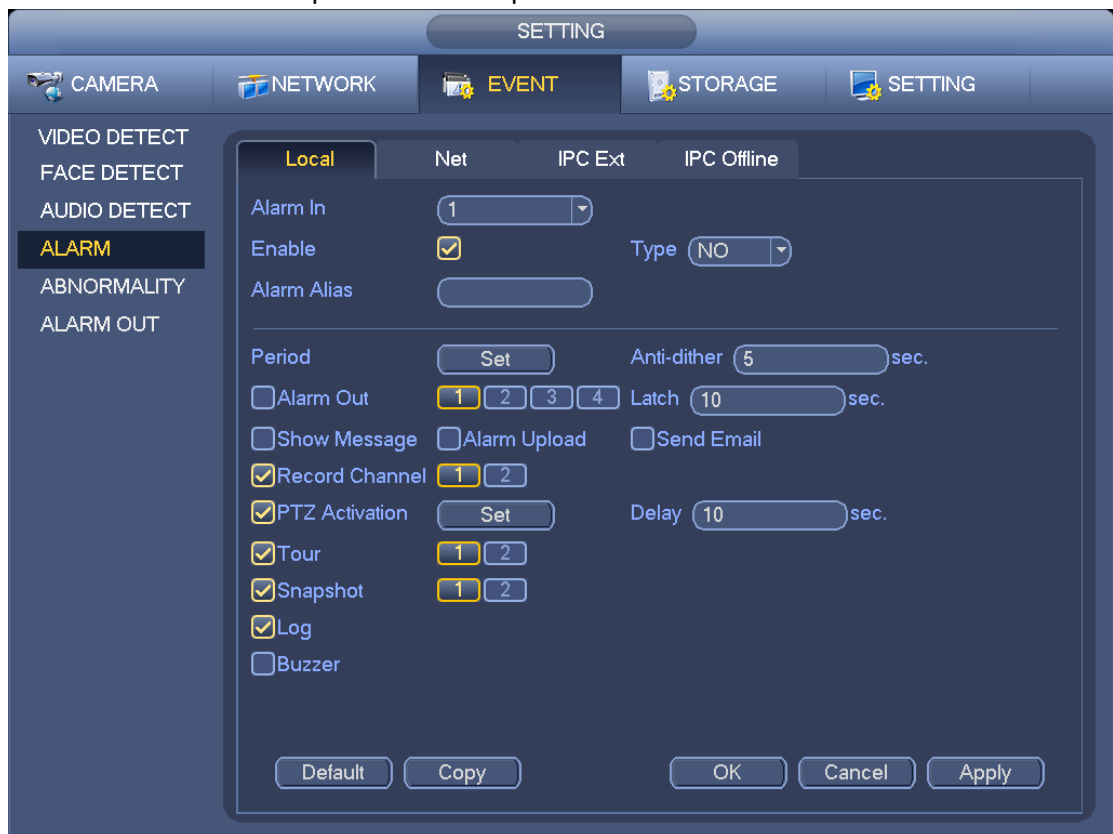 SETTING
CAMERA NETWORK EVENT STORAGE SETTING
VIDEO DETECT
FACE DETECT
AUDIO DETECT
ALARM
ABNORMALITY
ALARM OUT
Local Net IPC Ext IPC Offline
Alarm In 1
Enable Type NO
Alarm Alias
Period Set Anti-dither 5 sec.
Alarm Out 1 2 3 4 Latch 10 sec.
Show Message Alarm Upload Send Email
Record Channel 1 2
PTZ Activation Set Delay 10 sec.
Tour 1 2
Snapshot 1 2
Log
Buzzer
Default Copy OK Cancel Apply